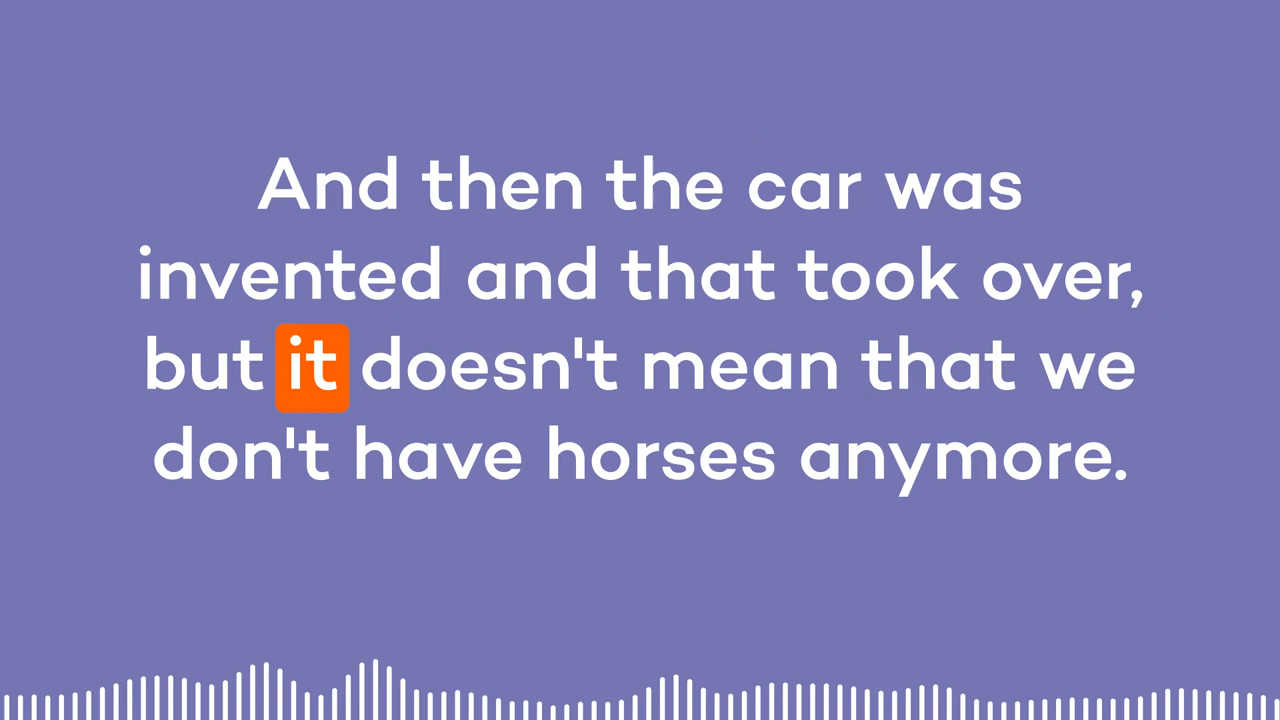 And then the car was
invented and that took over,
but it doesn't mean that we
don't have horses anymore.